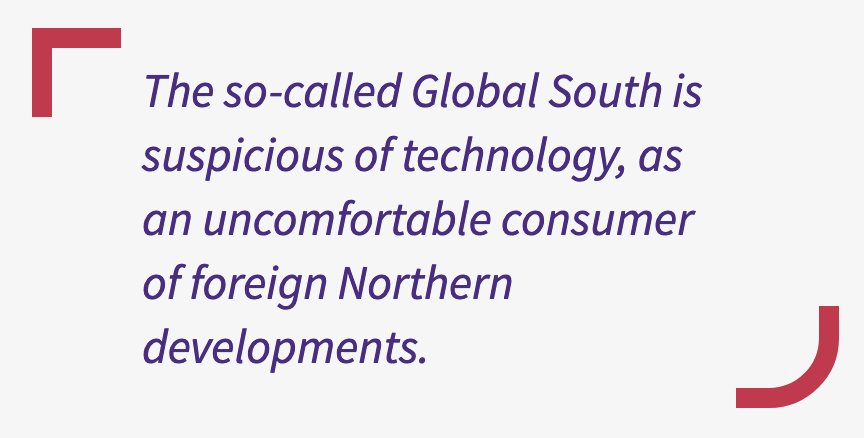 The so-called Global South is
suspicious of technology, as
an uncomfortable consumer
of foreign Northern
developments.